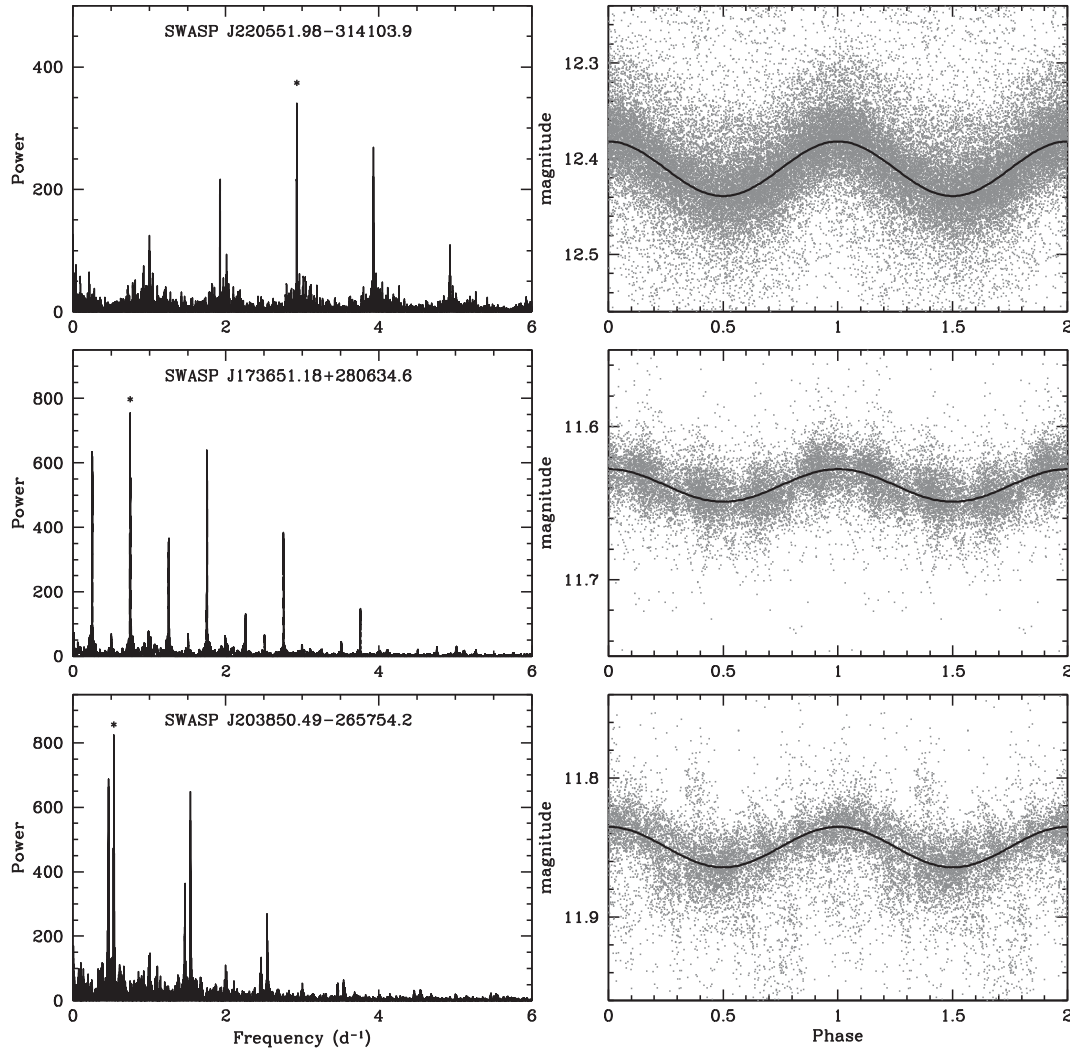 SWASP J220551.98−314103.9
*
400
200
0
Power
0 2 4 6
12.3
12.4
12.5
magnitude
0 0.5 1 1.5 2
SWASP J173651.18+280634.6
*
800
600
400
200
0
Power
0 2 4 6
11.6
11.7
magnitude
0 0.5 1 1.5 2
SWASP J203850.49−265754.2
*
800
600
400
200
0
Power
0 2 4 6
Frequency (d⁻¹)
11.8
11.9
magnitude
0 0.5 1 1.5 2
Phase